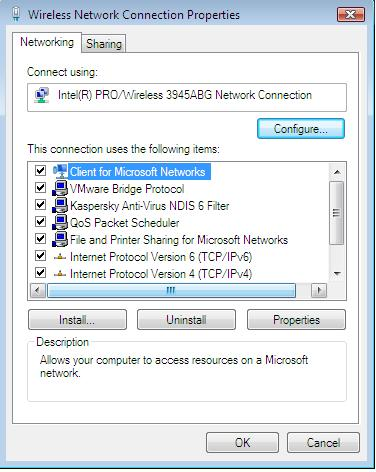 Wireless Network Connection Properties
Networking
Sharing
Connect using:
Intel(R) PRO/Wireless 3945ABG Network Connection
Configure...
This connection uses the following items:
Client for Microsoft Networks
VMware Bridge Protocol
Kaspersky Anti-Virus NDIS 6 Filter
QoS Packet Scheduler
File and Printer Sharing for Microsoft Networks
Internet Protocol Version 6 (TCP/IPv6)
Internet Protocol Version 4 (TCP/IPv4)
Install...
Uninstall
Properties
Description
Allows your computer to access resources on a Microsoft
network.
OK
Cancel